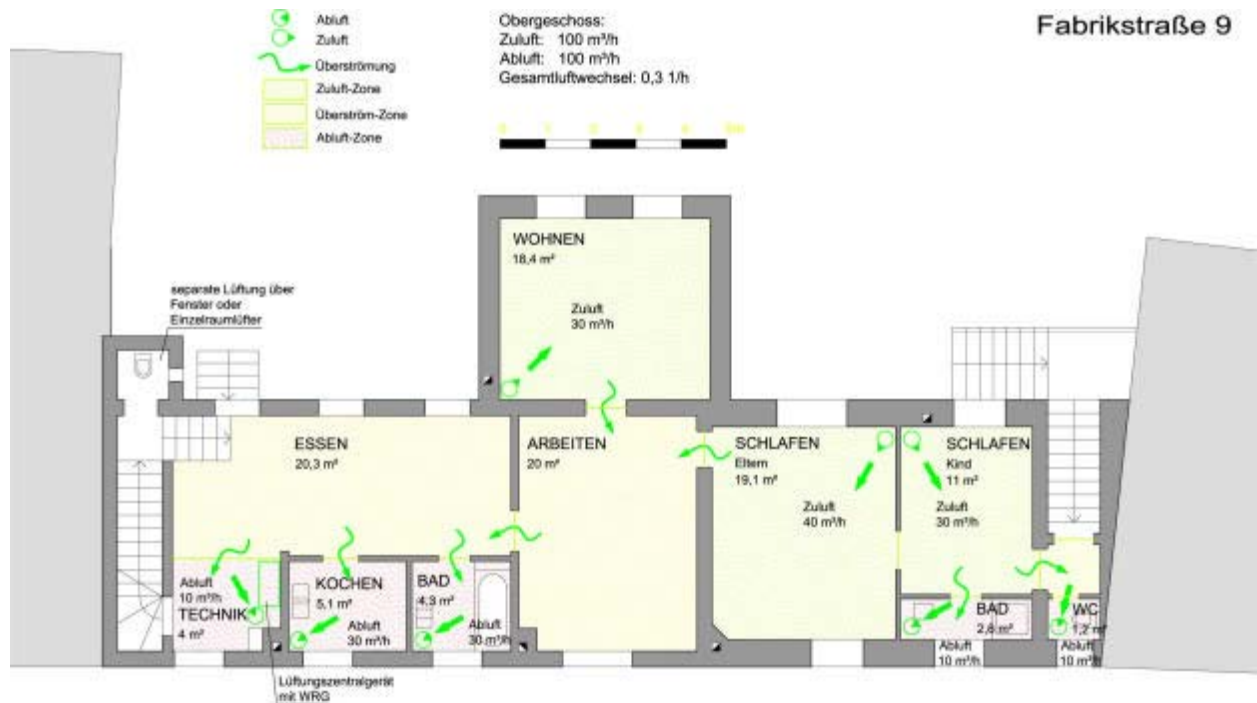 Abluft
Zuluft
Überströmung
Zuluft-Zone
Überström-Zone
Abluft-Zone
Obergeschoss:
Zuluft: 100 m³/h
Abluft: 100 m³/h
Gesamtluftwechsel: 0,3 1/h
Fabrikstraße 9
separate Lüftung über
Fenster oder
Einzelraumlüfter
WOHNEN
18,4 m²
Zuluft
30 m³/h
ESSEN
20,3 m²
ARBEITEN
20 m²
SCHLAFEN
Eltern
19,1 m²
Zuluft
40 m³/h
SCHLAFEN
Kind
11 m²
Zuluft
30 m³/h
Abluft
10 m³/h
TECHNIK
4 m²
KOCHEN
5,1 m²
Abluft
30 m³/h
BAD
4,3 m²
Abluft
30 m³/h
BAD
2,6 m²
Abluft
10 m³/h
WC
1,2 m²
Abluft
10 m³/h
Lüftungszentralgerät
mit WRG